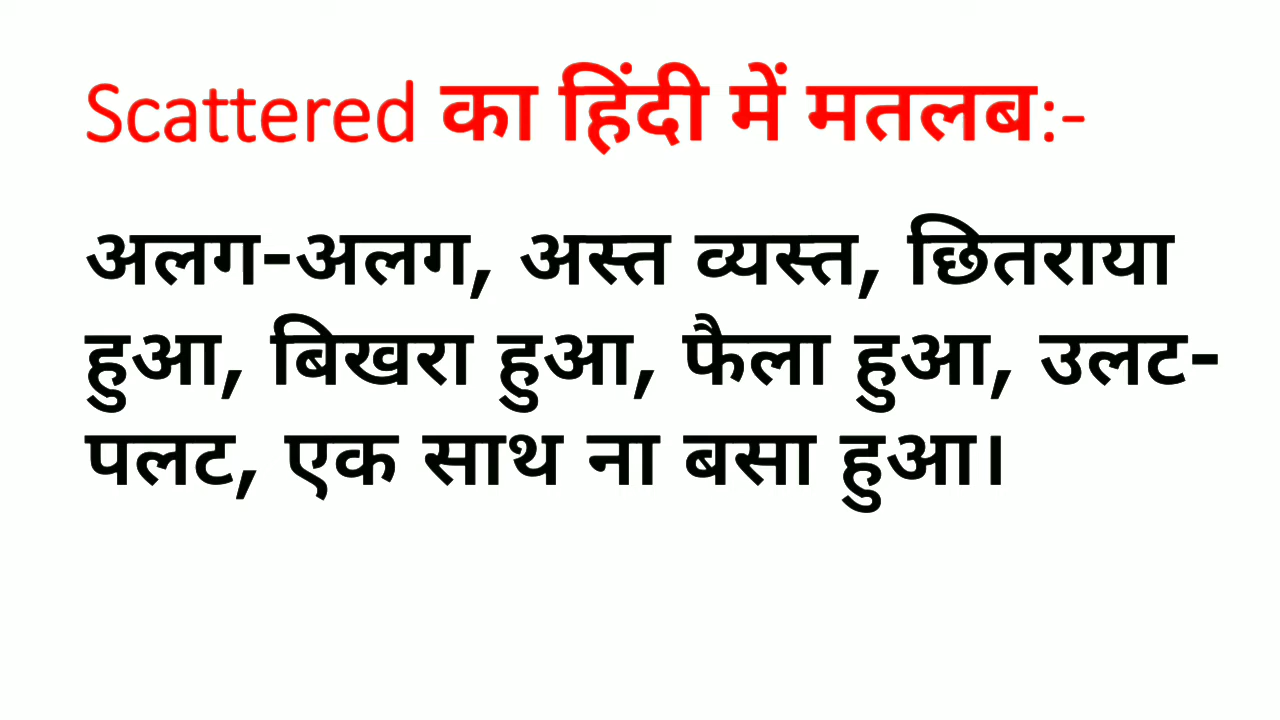 Scattered का हिंदी में मतलब:-
अलग-अलग, अस्त व्यस्त, छितराया
हुआ, बिखरा हुआ, फैला हुआ, उलट-
पलट, एक साथ ना बसा हुआ।